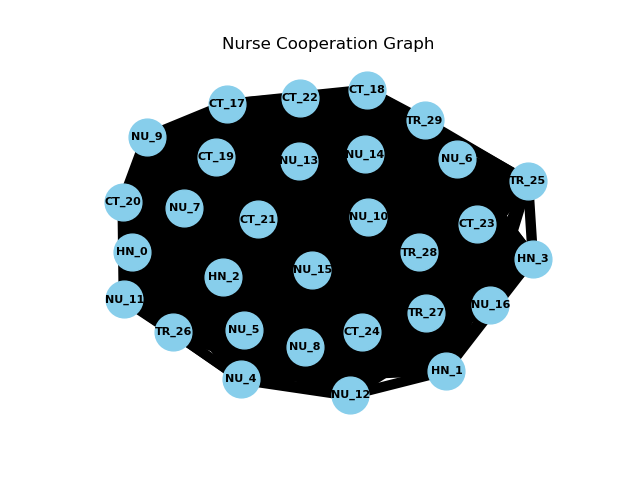 Nurse Cooperation Graph
CT_18
CT_22
CT_17
TR_29
NU_9
NU_14
CT_19
NU_6
NU_13
TR_25
CT_20
NU_7
NU_10
CT_21
CT_23
HN_0
TR_28
HN_3
NU_15
HN_2
NU_11
NU_16
TR_27
NU_5
TR_26
CT_24
NU_8
HN_1
NU_4
NU_12